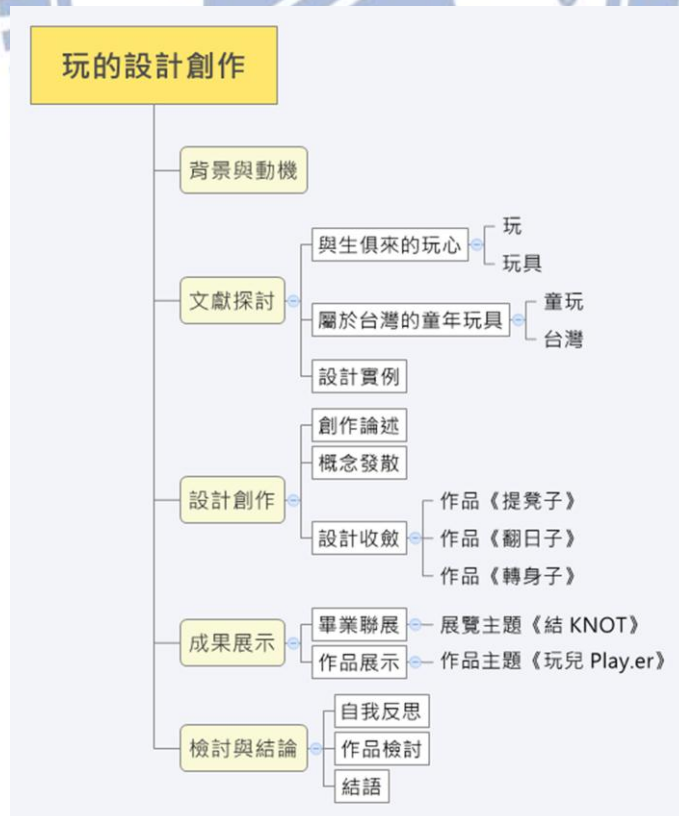 玩的設計創作
背景與動機
文獻探討
與生俱來的玩心
玩
玩具
屬於台灣的童年玩具
童玩
台灣
設計實例
設計創作
創作論述
概念發散
設計收斂
作品《提凳子》
作品《翻日子》
作品《轉身子》
成果展示
畢業聯展
展覽主題《結 KNOT》
作品展示
作品主題《玩兒 Play.er》
檢討與結論
自我反思
作品檢討
結語